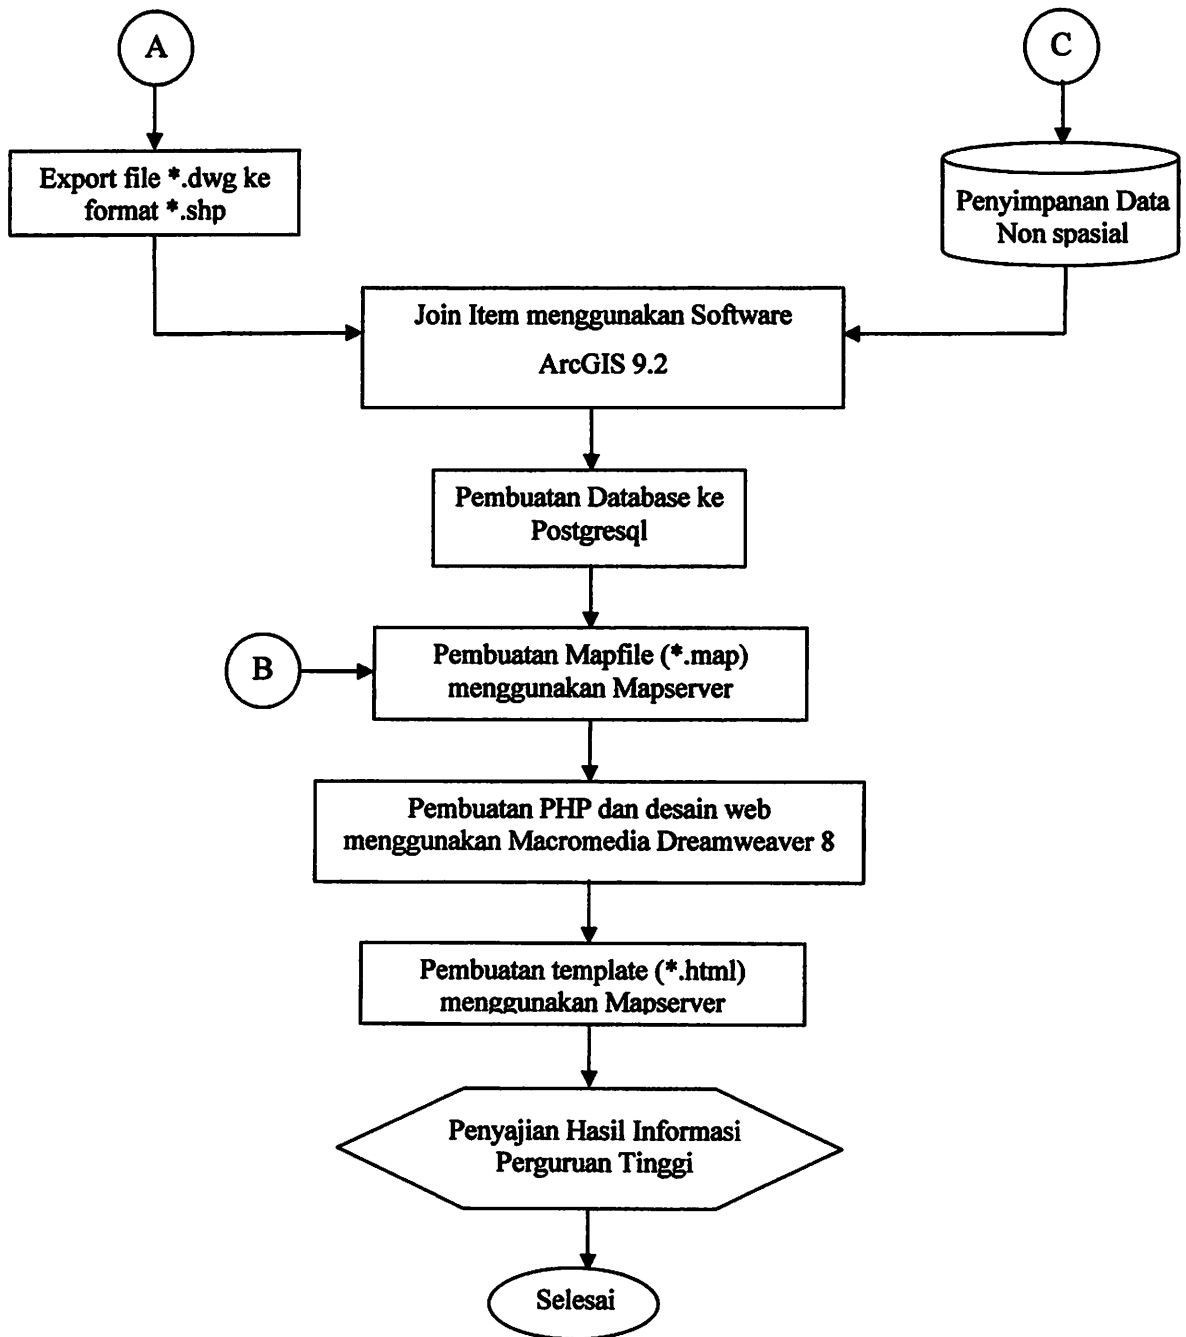 A
C
Export file *.dwg ke
format *.shp
Penyimpanan Data
Non spasial
Join Item menggunakan Software
ArcGIS 9.2
Pembuatan Database ke
Postgresql
B
Pembuatan Mapfile (*.map)
menggunakan Mapserver
Pembuatan PHP dan desain web
menggunakan Macromedia Dreamweaver 8
Pembuatan template (*.html)
menggunakan Mapserver
Penyajian Hasil Informasi
Perguruan Tinggi
Selesai